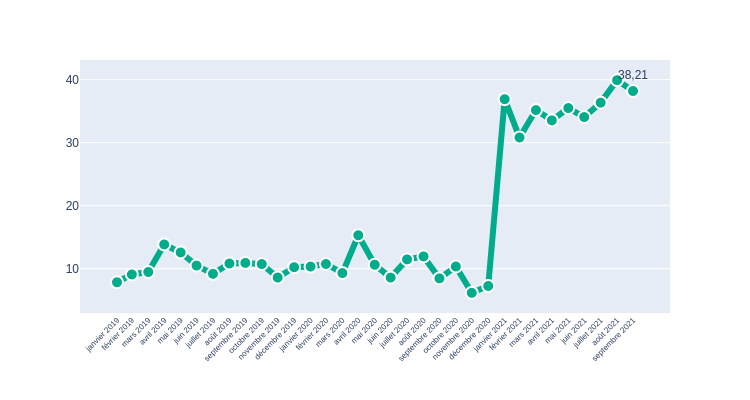 38,21
40
30
20
10
janvier 2019
février 2019
mars 2019
avril 2019
mai 2019
juin 2019
juillet 2019
août 2019
septembre 2019
octobre 2019
novembre 2019
décembre 2019
janvier 2020
février 2020
mars 2020
avril 2020
mai 2020
juin 2020
juillet 2020
août 2020
septembre 2020
octobre 2020
novembre 2020
décembre 2020
janvier 2021
février 2021
mars 2021
avril 2021
mai 2021
juin 2021
juillet 2021
août 2021
septembre 2021